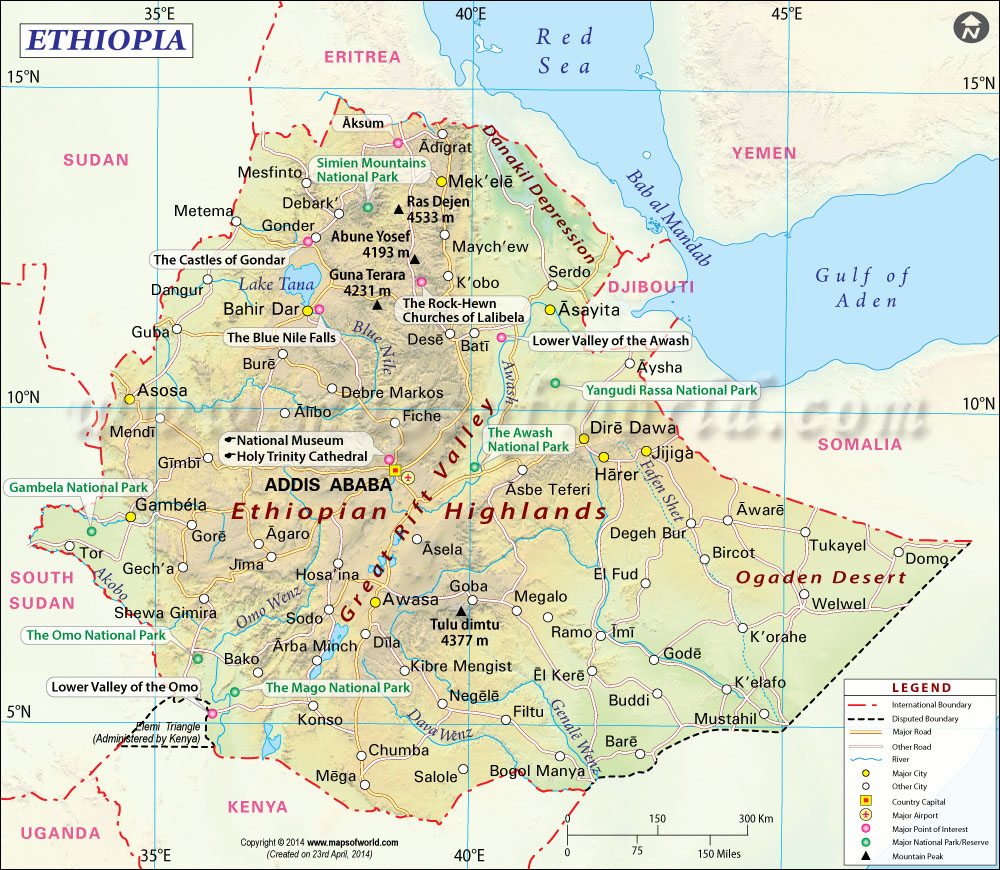 35°E
40°E
45°E
ETHIOPIA
N
Red
Sea
ERITREA
15°N
15°N
Āksum
Ādīgrat
Danakil Depression
SUDAN
YEMEN
Simien Mountains
National Park
Mesfinto
Mek'elē
Bab al Mandab
Debark'
Ras Dejen
4533 m
Metema
Gonder
Abune Yosef
4193 m
Maych'ew
The Castles of Gondar
Guna Terara
4231 m
Serdo
Gulf of
Aden
Lake Tana
K'obo
DJIBOUTI
Dangur
The Rock-Hewn
Churches of Lalibela
Bahir Dar
Āsayita
Guba
The Blue Nile Falls
Blue Nile
Desē
Batī
Lower Valley of the Awash
Burē
Awash
Āysha
Asosa
Debre Markos
Yangudi Rassa National Park
10°N
10°N
Ālībo
Fiche
Mendī
Dirē Dawa
SOMALIA
National Museum
Holy Trinity Cathedral
The Awash
National Park
Jijiga
Gīmbī
Hārer
Fafen Shet
ADDIS ABABA
Āsbe Teferi
Gambela National Park
Gambéla
Ethiopian Highlands
Great Rift Valley
Āwarē
Gorē
Āgaro
Degeh Bur
Tor
Āsela
Tukayel
Jīma
Bircot
Domo
Gech'a
Hosa'ina
Akobo
SOUTH
SUDAN
El Fud
Ogaden Desert
Goba
Shewa Gimira
Omo Wenz
Awasa
Megalo
Welwel
Sodo
Tulu dimtu
4377 m
The Omo National Park
Ramo
Īmī
K'orahe
Dīla
Ārba Minch
Bako
Kibre Mengist
Godē
Ēl Kerē
Lower Valley of the Omo
The Mago National Park
K'elafo
Negēlē
Buddi
5°N
5°N
Konso
Filtu
Mustahil
Elemi Triangle
(Administered by Kenya)
Dawa Wenz
Genalē Wenz
Barē
Chumba
Mēga
Salole
Bogol Manya
KENYA
UGANDA
LEGEND
International Boundary
Disputed Boundary
Major Road
Other Road
River
Major City
Other City
Country Capital
Major Airport
Major Point of Interest
Major National Park/Reserve
Mountain Peak
0 150 300 Km
0 75 150 Miles
Copyright © 2014 www.mapsofworld.com
(Created on 23rd April, 2014)
35°E
40°E
45°E